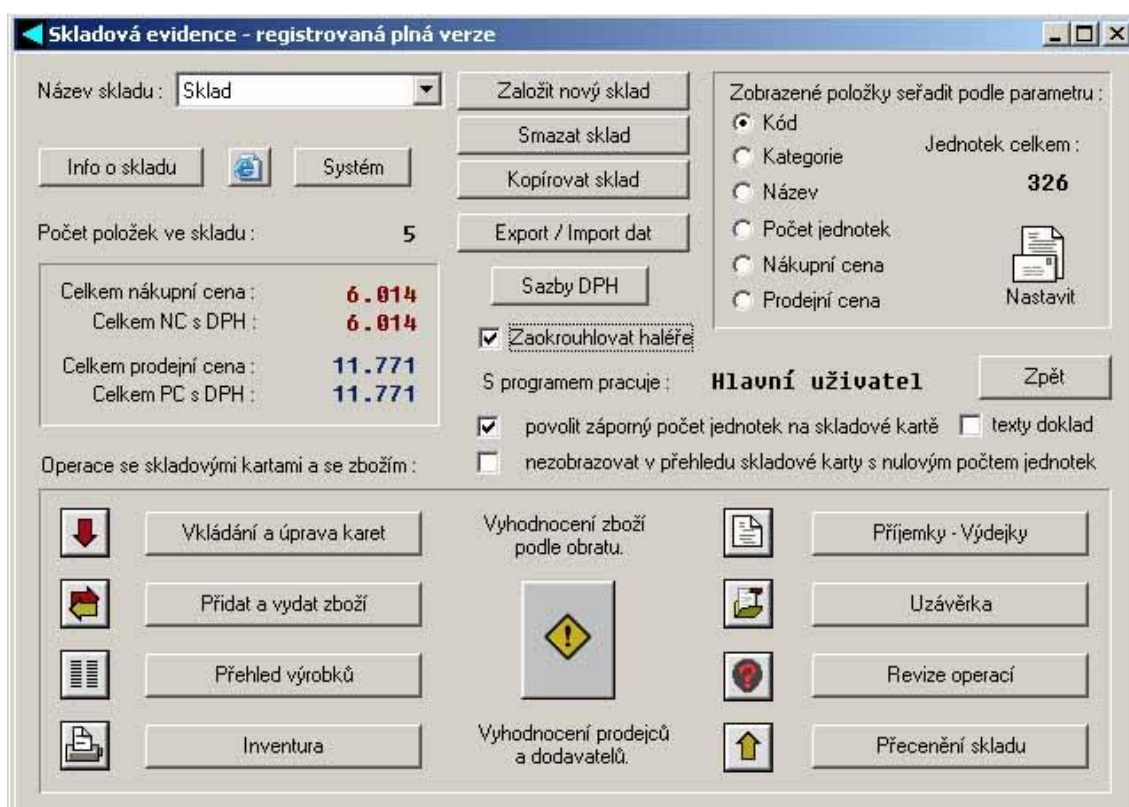 Skladová evidence - registrovaná plná verze
Název skladu : Sklad
Založit nový sklad
Smazat sklad
Kopírovat sklad
Info o skladu
Systém
Počet položek ve skladu : 5
Export / Import dat
Sazby DPH
Zobrazené položky seřadit podle parametru :
Kód
Kategorie
Název
Počet jednotek
Nákupní cena
Prodejní cena
Jednotek celkem :
326
Nastavit
Celkem nákupní cena : 6.014
Celkem NC s DPH : 6.014
Celkem prodejní cena : 11.771
Celkem PC s DPH : 11.771
Zaokrouhlovat haléře
S programem pracuje : Hlavní uživatel
Zpět
povolit záporný počet jednotek na skladové kartě
texty doklad
nezobrazovat v přehledu skladové karty s nulovým počtem jednotek
Operace se skladovými kartami a se zbožím :
Vkládání a úprava karet
Přidat a vydat zboží
Přehled výrobků
Inventura
Vyhodnocení zboží
podle obratu.
Vyhodnocení prodejců
a dodavatelů.
Příjemky - Výdejky
Uzávěrka
Revize operací
Přecenění skladu